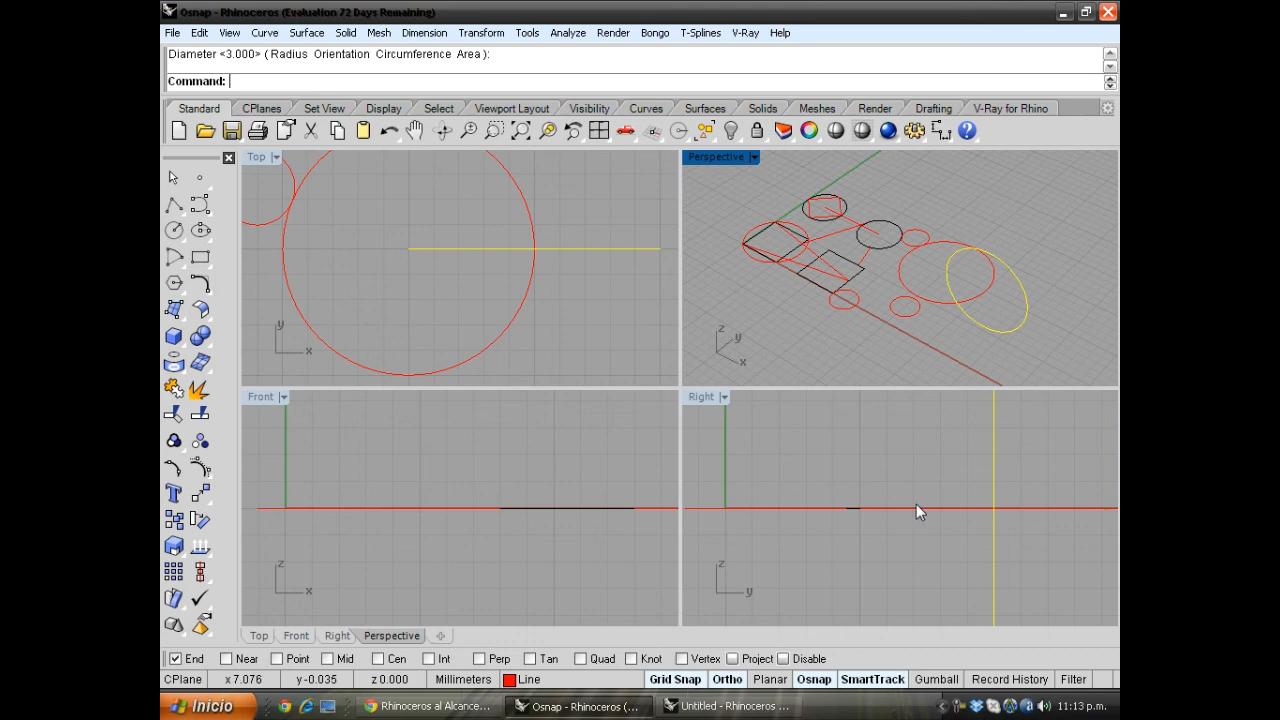 Osnap - Rhinoceros (Evaluation 72 Days Remaining)
File Edit View Curve Surface Solid Mesh Dimension Transform Tools Analyze Render Bongo T-Splines V-Ray Help
Diameter <3.000> ( Radius Orientation Circumference Area ):
Command:
Standard CPlanes Set View Display Select Viewport Layout Visibility Curves Surfaces Solids Meshes Render Drafting V-Ray for Rhino
Top
y
x
Perspective
z
y
x
Front
z
x
Right
z
y
Top Front Right Perspective
End Near Point Mid Cen Int Perp Tan Quad Knot Vertex Project Disable
CPlane x 7.076 y -0.035 z 0.000 Millimeters Line Grid Snap Ortho Planar Osnap SmartTrack Gumball Record History Filter
Inicio Rhinoceros al Alcance... Osnap - Rhinoceros (... Untitled - Rhinoceros ... 11:13 p.m.